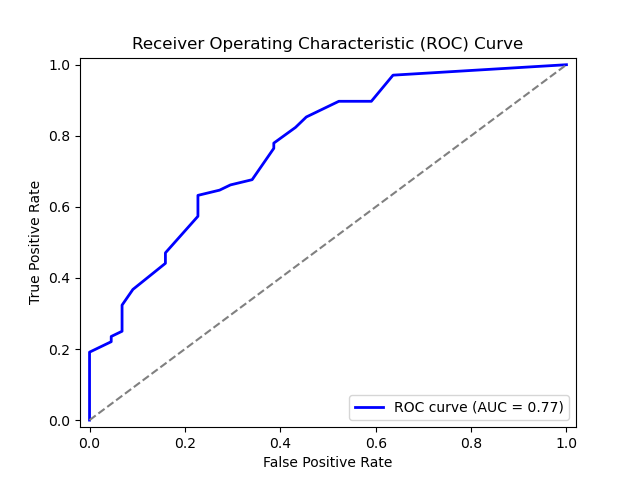 Receiver Operating Characteristic (ROC) Curve
True Positive Rate
1.0
0.8
0.6
0.4
0.2
0.0
0.0 0.2 0.4 0.6 0.8 1.0
False Positive Rate
ROC curve (AUC = 0.77)